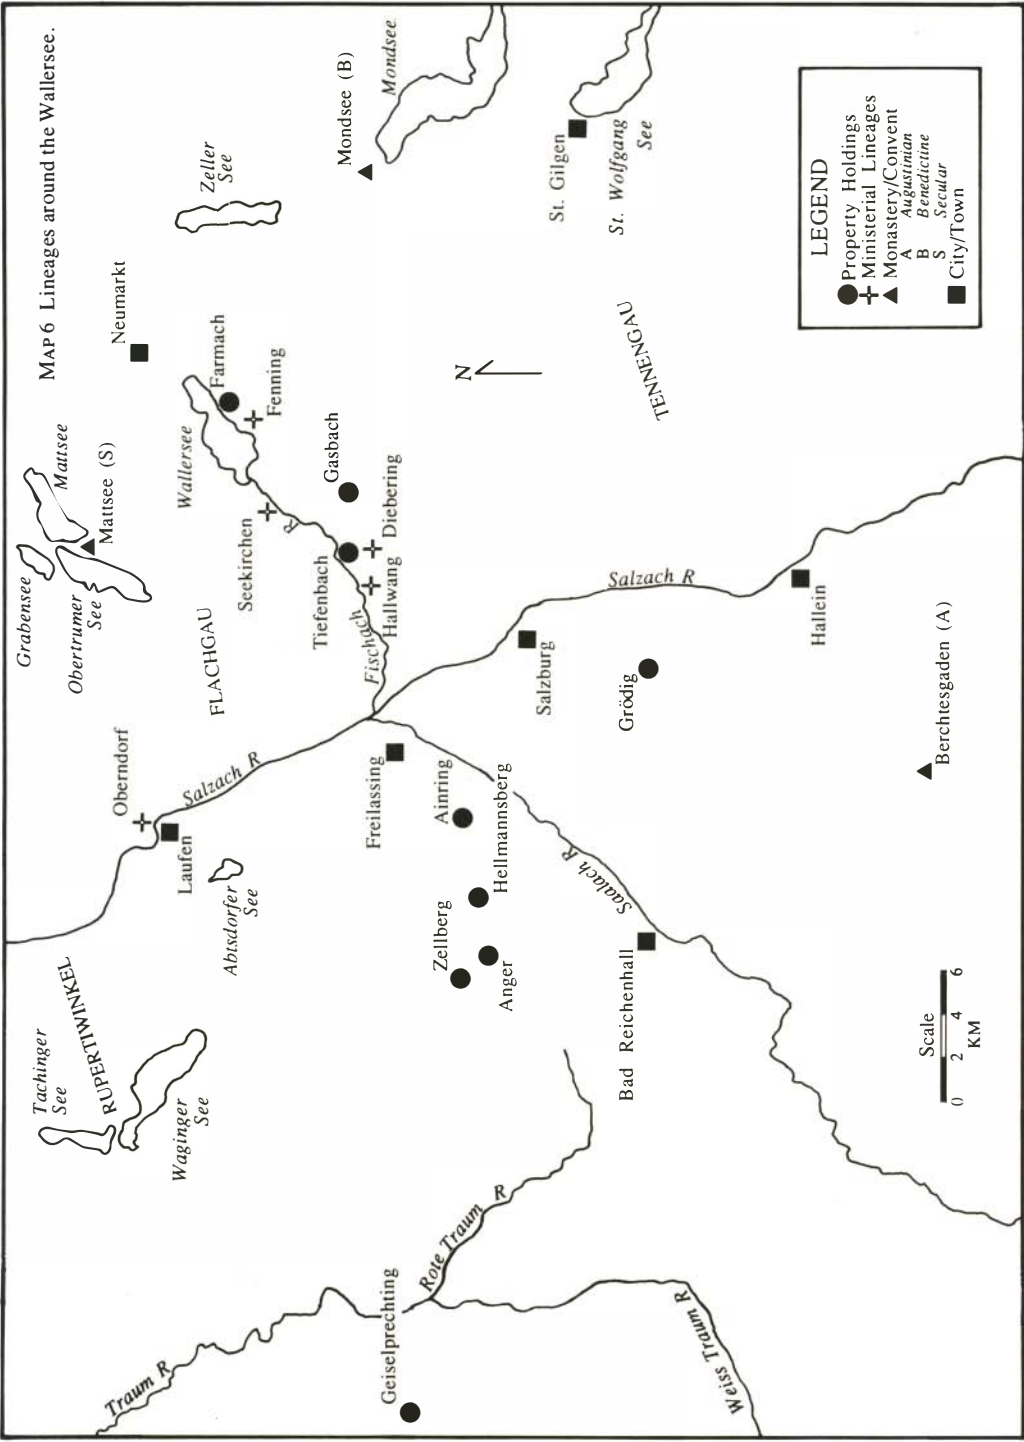 MAP 6 Lineages around the Wallersee.
Tachinger
See
RUPERTIWINKEL
Waginger
See
Traum R
Abtsdorfer
See
Laufen
Oberndorf
Salzach R
FLACHGAU
Grabensee
Obertrumer
See
Mattsee
Mattsee (S)
Neumarkt
Zeller
See
Wallersee
Farmach
Fenning
Seekirchen
R
Gasbach
Tiefenbach
Diebering
Hallwang
Fischach
Mondsee (B)
Mondsee
St. Gilgen
St. Wolfgang
See
Freilassing
Ainring
Hellmannsberg
Zellberg
Anger
Geiselprechting
Rote Traum R
Weiss Traum R
Saalach R
Bad Reichenhall
Salzburg
Grödig
Salzach R
Hallein
Berchtesgaden (A)
N
TENNENGAU
Scale
0 2 4 6
KM
LEGEND
Property Holdings
Ministerial Lineages
Monastery/Convent
A Augustinian
B Benedictine
S Secular
City/Town